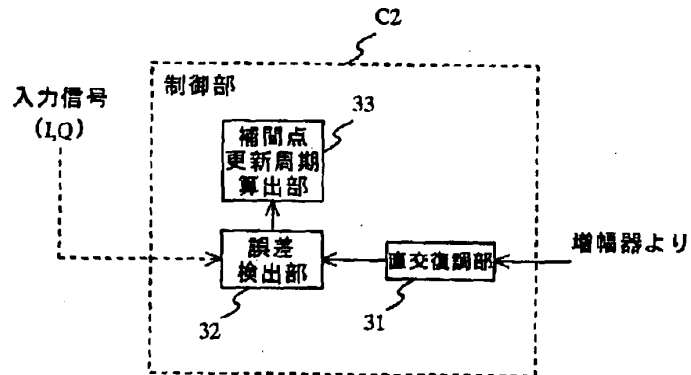 C2
制御部
入力信号
(I,Q)
33
補間点
更新周期
算出部
誤差
検出部
32
直交復調部
31
増幅器より